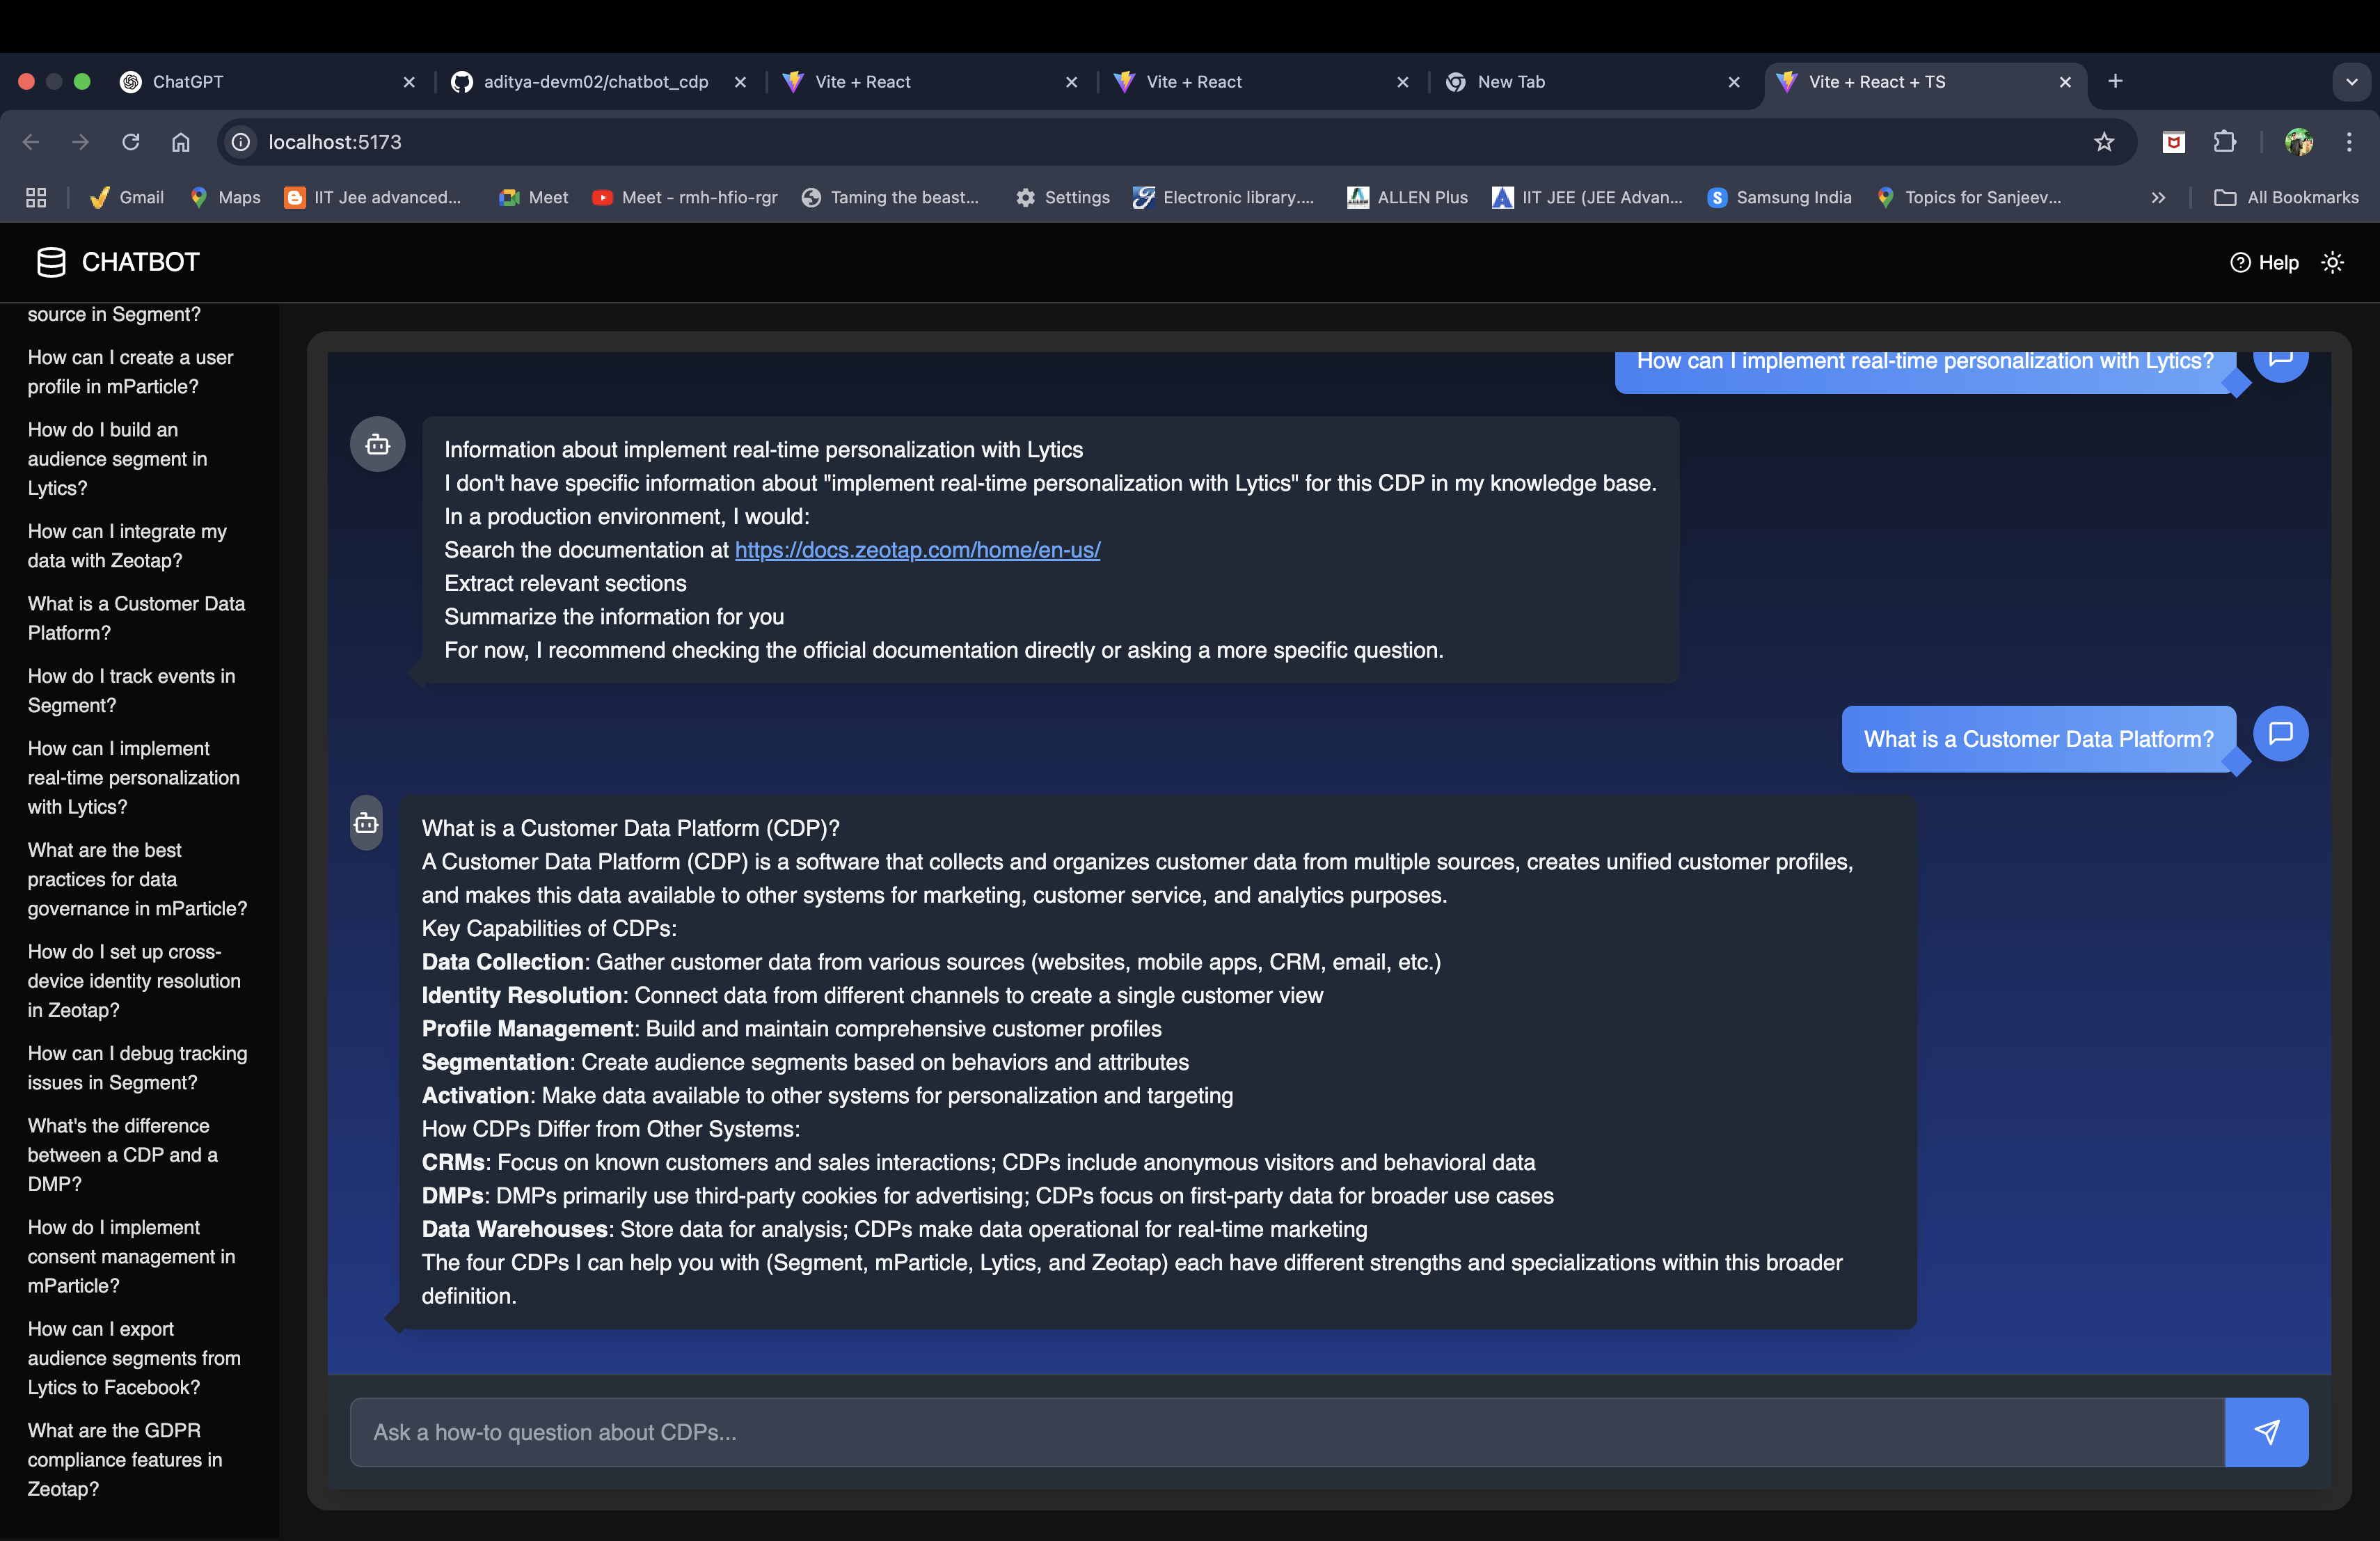 ChatGPT
aditya-devm02/chatbot_cdp
Vite + React
Vite + React
New Tab
Vite + React + TS
localhost:5173
Gmail
Maps
IIT Jee advanced...
Meet
Meet - rmh-hfio-rgr
Taming the beast...
Settings
Electronic library....
ALLEN Plus
IIT JEE (JEE Advan...
Samsung India
Topics for Sanjeev...
All Bookmarks
CHATBOT
Help
source in Segment?
How can I create a user
profile in mParticle?
How do I build an
audience segment in
Lytics?
How can I integrate my
data with Zeotap?
What is a Customer Data
Platform?
How do I track events in
Segment?
How can I implement
real-time personalization
with Lytics?
What are the best
practices for data
governance in mParticle?
How do I set up cross-
device identity resolution
in Zeotap?
How can I debug tracking
issues in Segment?
What's the difference
between a CDP and a
DMP?
How do I implement
consent management in
mParticle?
How can I export
audience segments from
Lytics to Facebook?
What are the GDPR
compliance features in
Zeotap?
How can I implement real-time personalization with Lytics?
Information about implement real-time personalization with Lytics
I don't have specific information about "implement real-time personalization with Lytics" for this CDP in my knowledge base.
In a production environment, I would:
Search the documentation at https://docs.zeotap.com/home/en-us/
Extract relevant sections
Summarize the information for you
For now, I recommend checking the official documentation directly or asking a more specific question.
What is a Customer Data Platform?
What is a Customer Data Platform (CDP)?
A Customer Data Platform (CDP) is a software that collects and organizes customer data from multiple sources, creates unified customer profiles,
and makes this data available to other systems for marketing, customer service, and analytics purposes.
Key Capabilities of CDPs:
Data Collection: Gather customer data from various sources (websites, mobile apps, CRM, email, etc.)
Identity Resolution: Connect data from different channels to create a single customer view
Profile Management: Build and maintain comprehensive customer profiles
Segmentation: Create audience segments based on behaviors and attributes
Activation: Make data available to other systems for personalization and targeting
How CDPs Differ from Other Systems:
CRMs: Focus on known customers and sales interactions; CDPs include anonymous visitors and behavioral data
DMPs: DMPs primarily use third-party cookies for advertising; CDPs focus on first-party data for broader use cases
Data Warehouses: Store data for analysis; CDPs make data operational for real-time marketing
The four CDPs I can help you with (Segment, mParticle, Lytics, and Zeotap) each have different strengths and specializations within this broader
definition.
Ask a how-to question about CDPs...